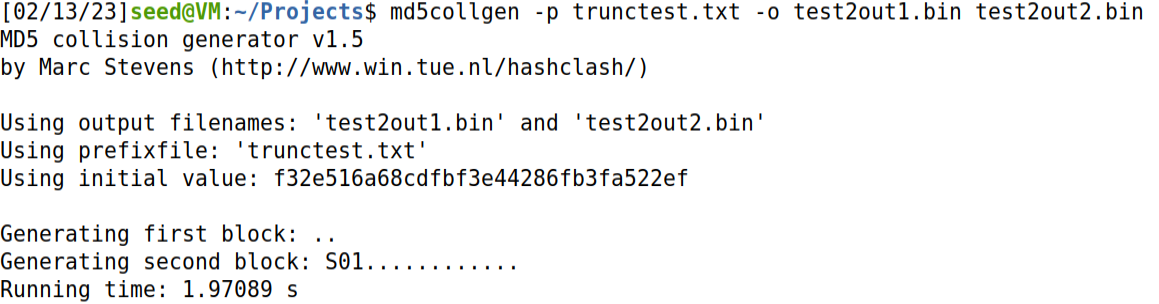 [02/13/23]seed@VM:~/Projects$ md5collgen -p trunctest.txt -o test2out1.bin test2out2.bin
MD5 collision generator v1.5
by Marc Stevens (http://www.win.tue.nl/hashclash/)
Using output filenames: 'test2out1.bin' and 'test2out2.bin'
Using prefixfile: 'trunctest.txt'
Using initial value: f32e516a68cdfbf3e44286fb3fa522ef
Generating first block: ..
Generating second block: S01............
Running time: 1.97089 s